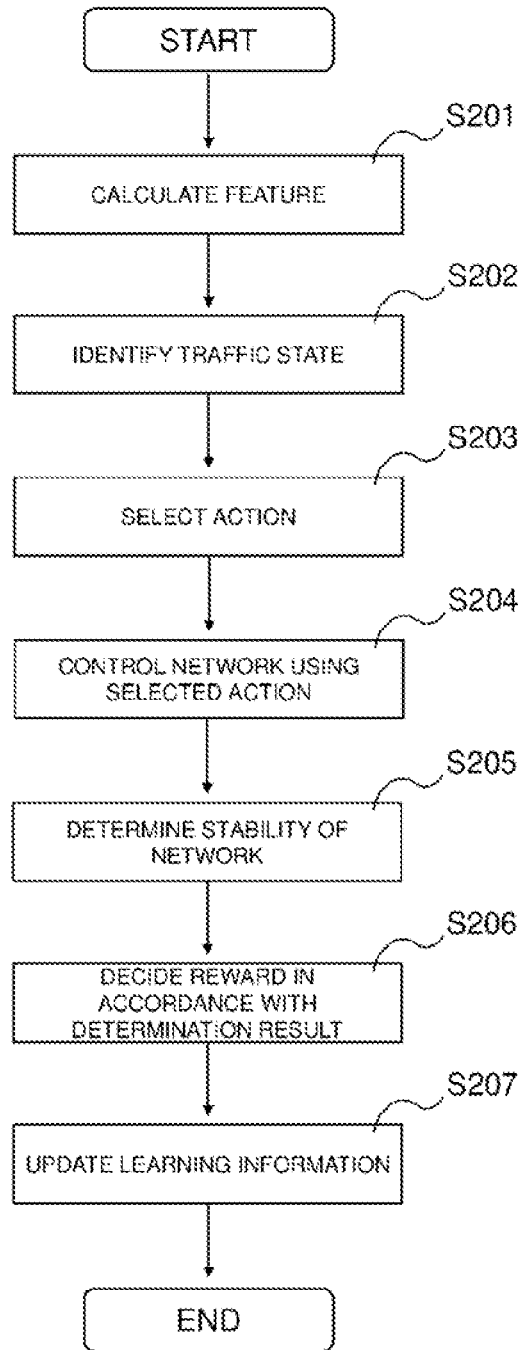 START
S201
CALCULATE FEATURE
S202
IDENTIFY TRAFFIC STATE
S203
SELECT ACTION
S204
CONTROL NETWORK USING
SELECTED ACTION
S205
DETERMINE STABILITY OF
NETWORK
S206
DECIDE REWARD IN
ACCORDANCE WITH
DETERMINATION RESULT
S207
UPDATE LEARNING INFORMATION
END